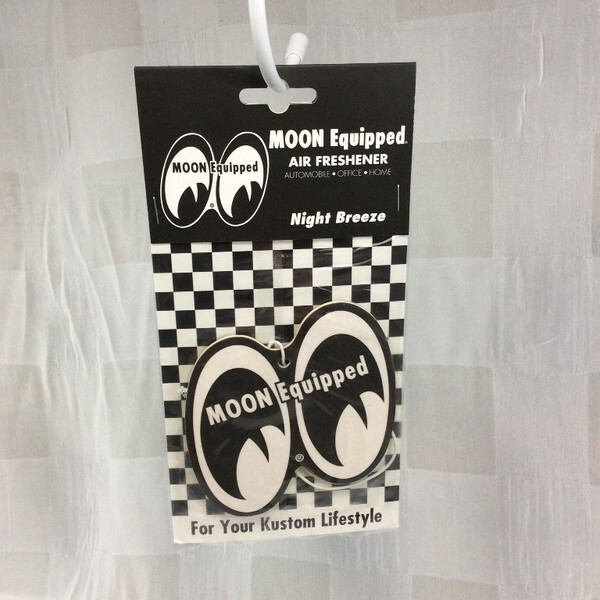 MOON Equipped
MOON Equipped®
AIR FRESHENER
AUTOMOBILE • OFFICE • HOME
Night Breeze
MOON Equipped
®
For Your Kustom Lifestyle